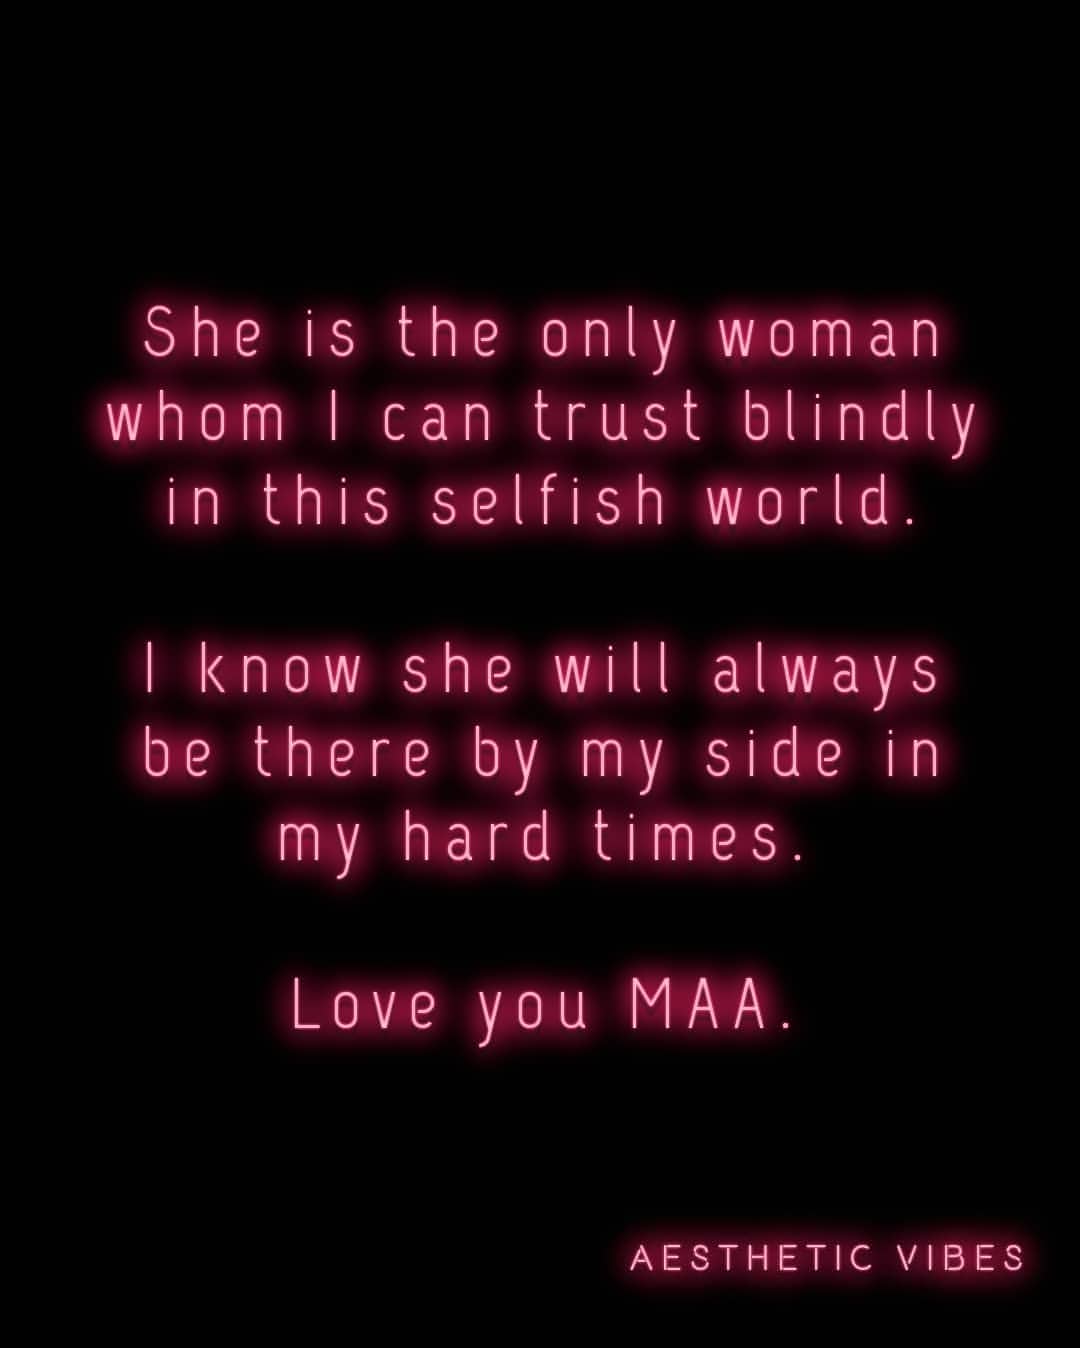 She is the only woman
whom I can trust blindly
in this selfish world.
I know she will always
be there by my side in
my hard times.
Love you MAA.
AESTHETIC VIBES